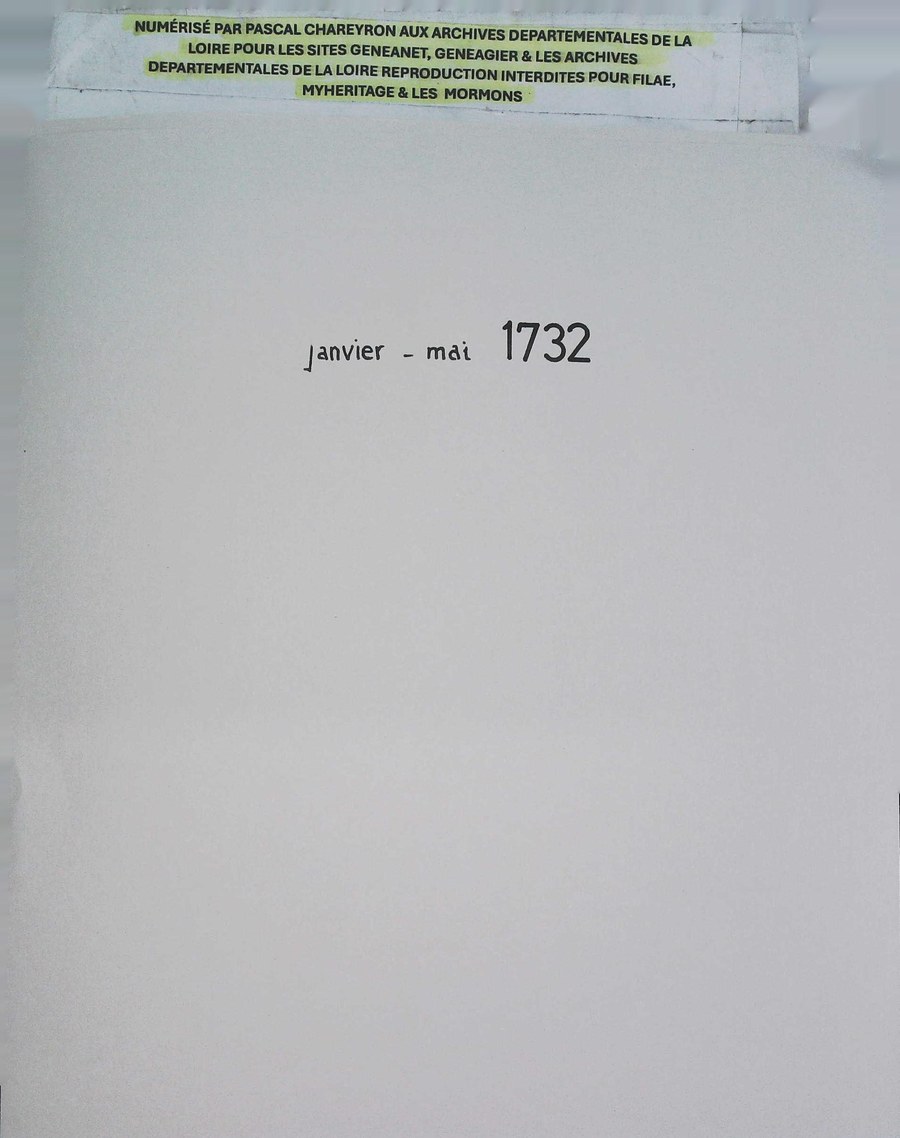 NUMÉRISÉ PAR PASCAL CHAREYRON AUX ARCHIVES DEPARTEMENTALES DE LA
LOIRE POUR LES SITES GENEANET, GENEAGIER & LES ARCHIVES
DEPARTEMENTALES DE LA LOIRE REPRODUCTION INTERDITES POUR FILAE,
MYHERITAGE & LES MORMONS
janvier - mai 1732